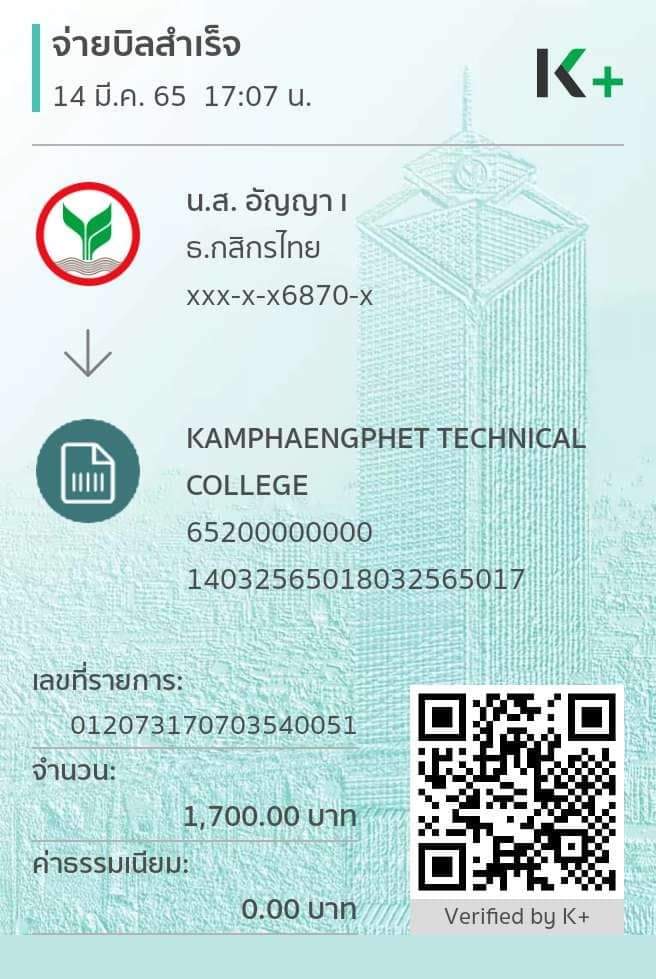 จ่ายบิลสำเร็จ
14 มี.ค. 65 17:07 น.
K+
น.ส. อัญญา เ
ธ.กสิกรไทย
xxx-x-x6870-x
KAMPHAENGPHET TECHNICAL
COLLEGE
65200000000
14032565018032565017
เลขที่รายการ:
012073170703540051
จำนวน:
1,700.00 บาท
ค่าธรรมเนียม:
0.00 บาท
Verified by K+